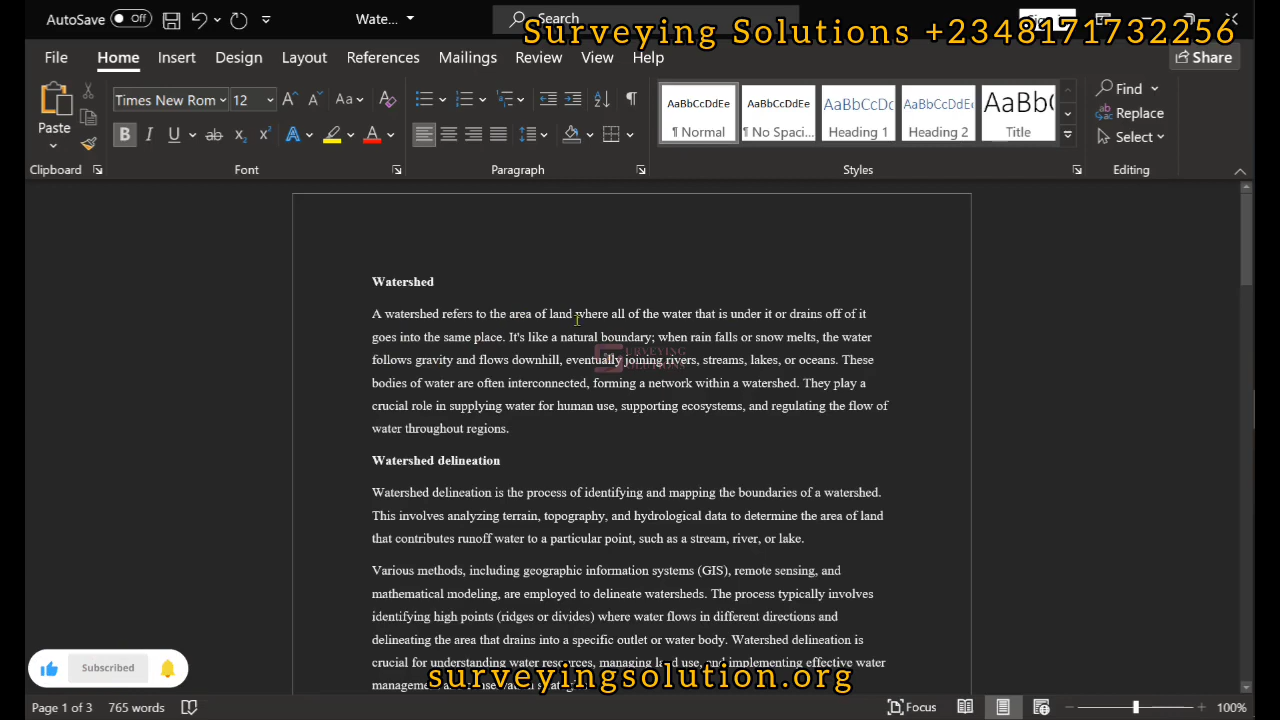 AutoSave Off Wate... Search
Surveying Solutions +2348171732256
File Home Insert Design Layout References Mailings Review View Help Share
Times New Rom 12 Aa
AaBbCcDdEe AaBbCcDdEe AaBbCcDc AaBbCcDdE AaBb(
Find
Replace
Select
Paste
¶ Normal ¶ No Spaci... Heading 1 Heading 2 Title
Clipboard Font Paragraph Styles Editing
Watershed
A watershed refers to the area of land where all of the water that is under it or drains off of it
goes into the same place. It's like a natural boundary; when rain falls or snow melts, the water
SURVEYING
SOLUTIONS
follows gravity and flows downhill, eventually joining rivers, streams, lakes, or oceans. These
bodies of water are often interconnected, forming a network within a watershed. They play a
crucial role in supplying water for human use, supporting ecosystems, and regulating the flow of
water throughout regions.
Watershed delineation
Watershed delineation is the process of identifying and mapping the boundaries of a watershed.
This involves analyzing terrain, topography, and hydrological data to determine the area of land
that contributes runoff water to a particular point, such as a stream, river, or lake.
Various methods, including geographic information systems (GIS), remote sensing, and
mathematical modeling, are employed to delineate watersheds. The process typically involves
identifying high points (ridges or divides) where water flows in different directions and
delineating the area that drains into a specific outlet or water body. Watershed delineation is
crucial for understanding water resources, managing land use, and implementing effective water
Subscribed
surveyingsolution.org
Page 1 of 3 765 words Focus 100%